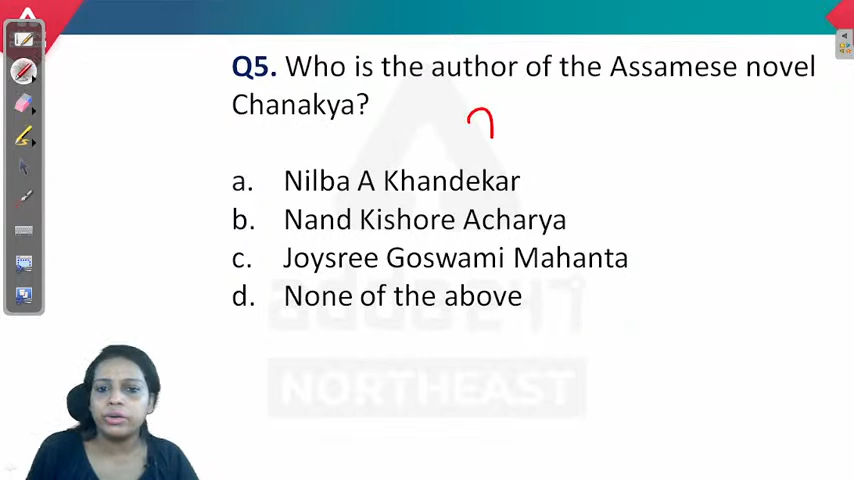 Q5. Who is the author of the Assamese novel
Chanakya?
a. Nilba A Khandekar
b. Nand Kishore Acharya
c. Joysree Goswami Mahanta
d. None of the above
NORTHEAST